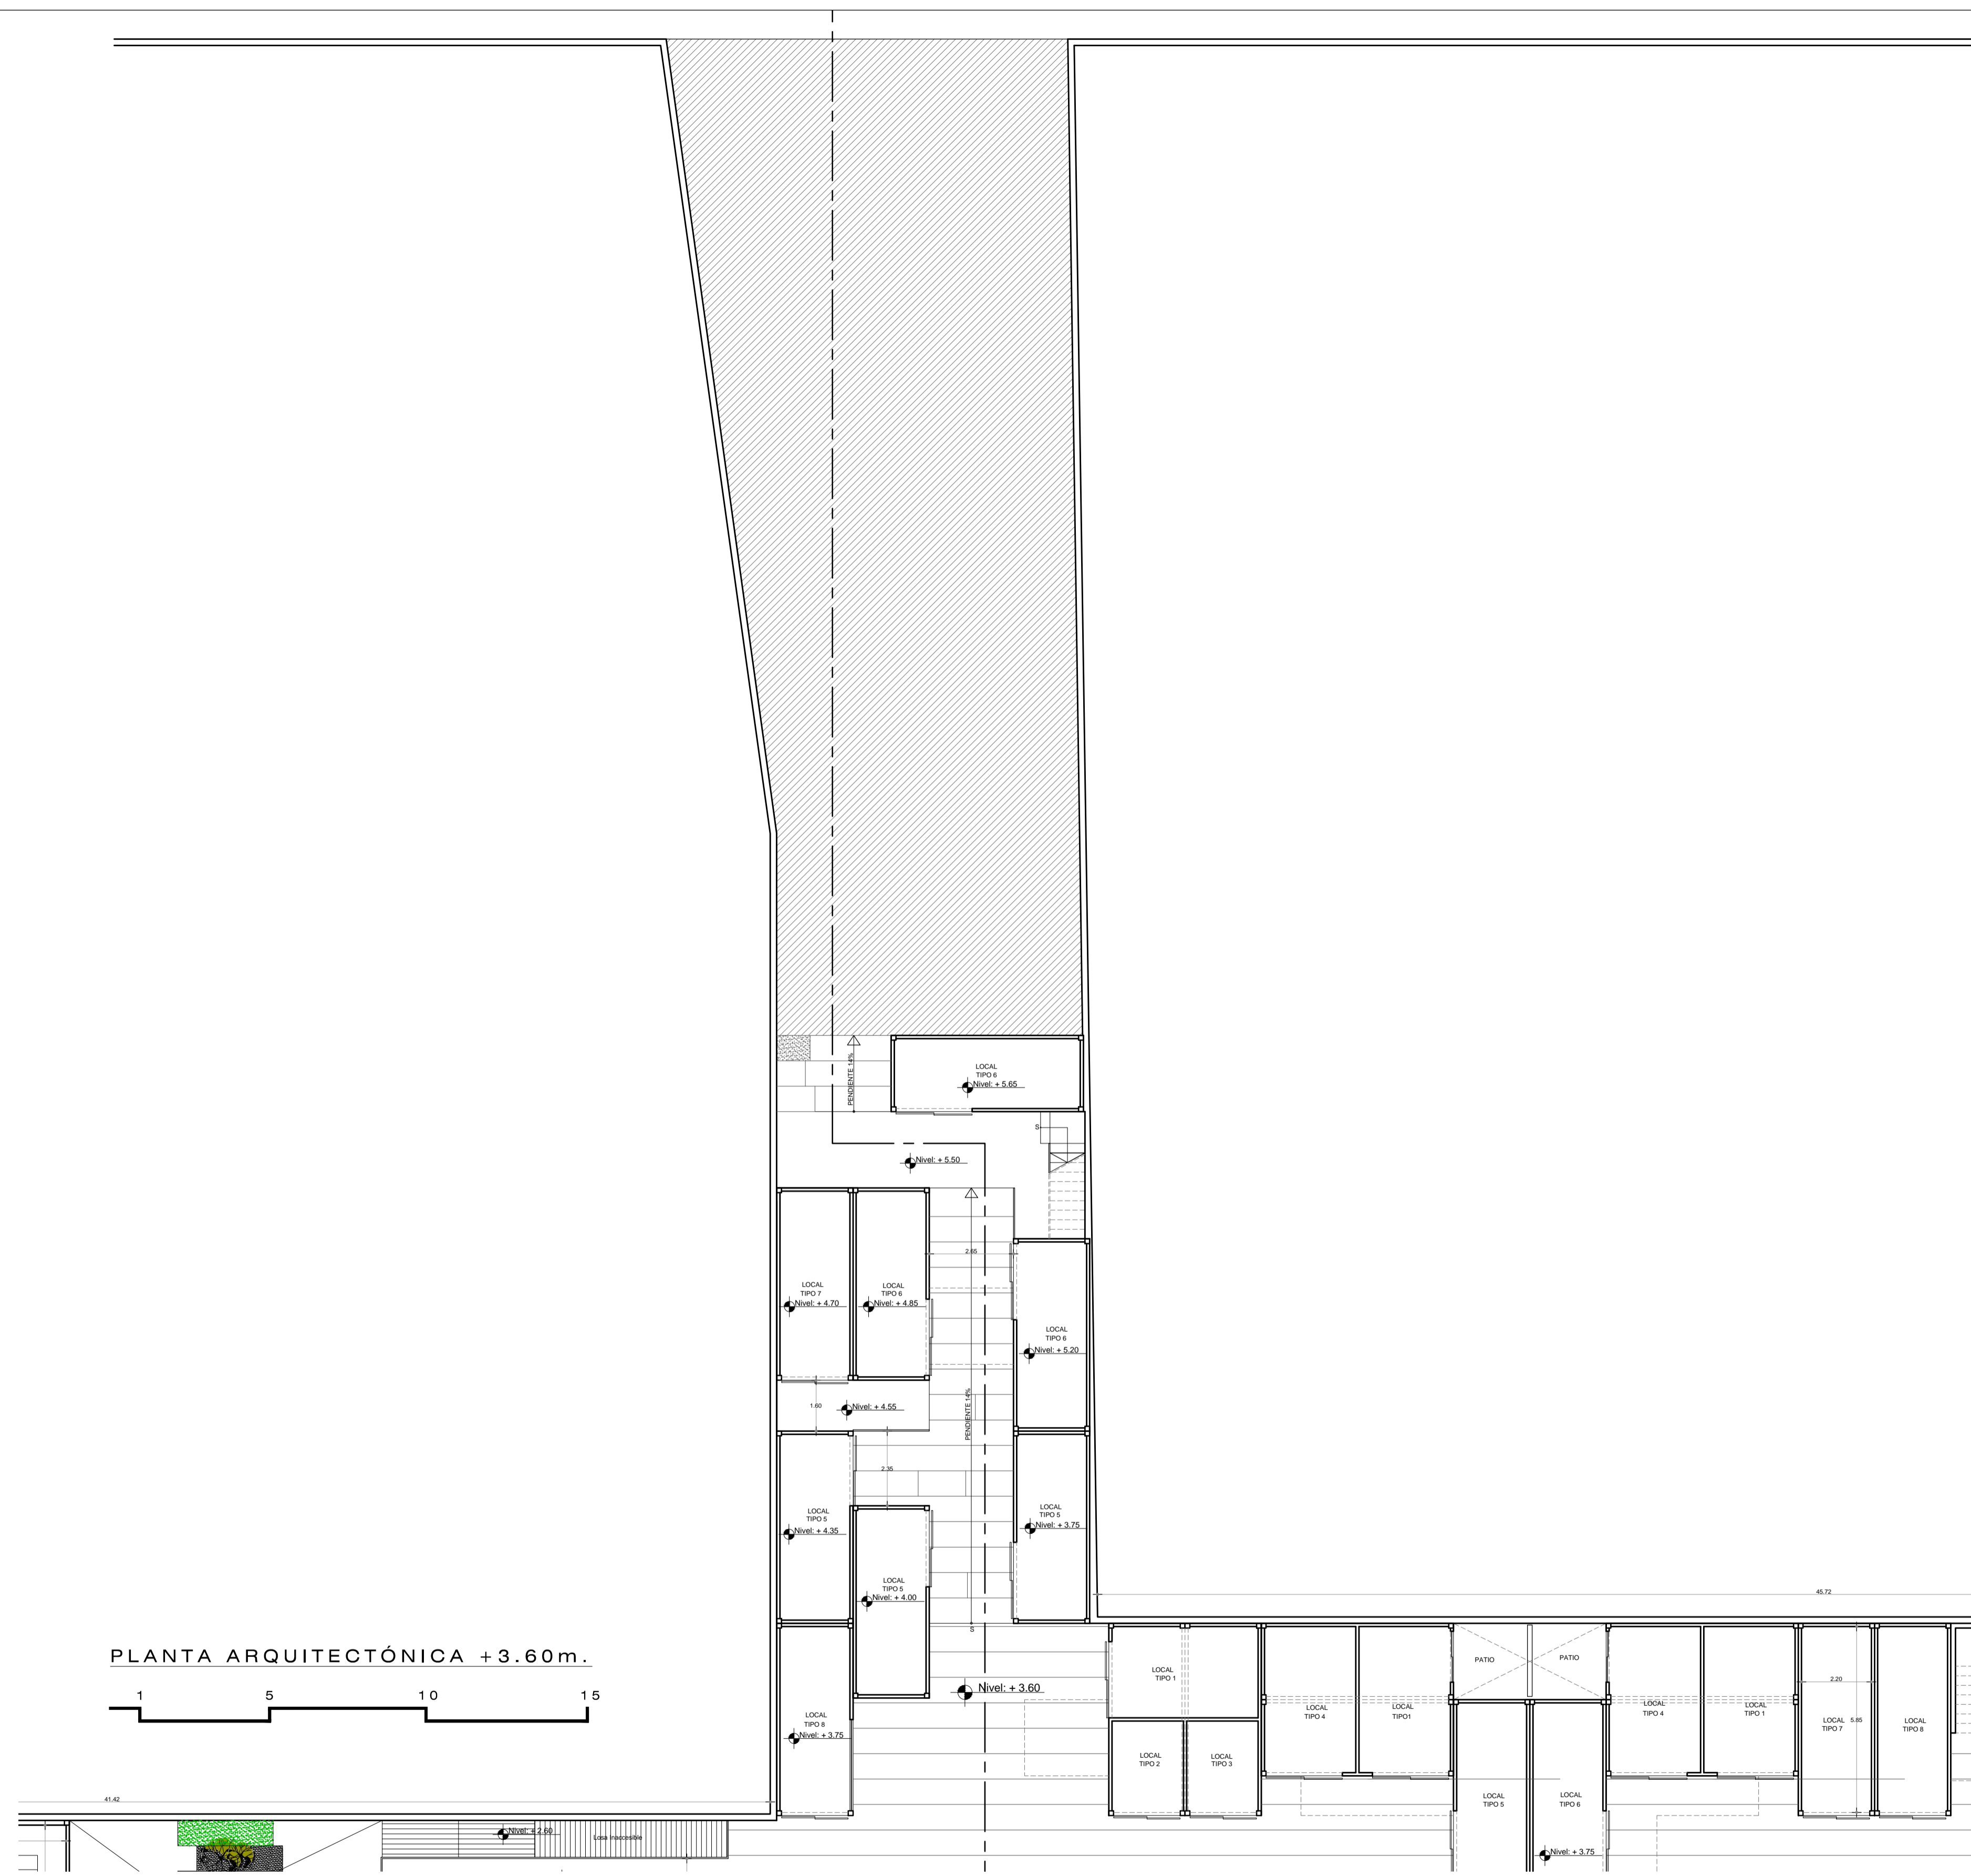 PENDIENTE 14%
LOCAL
TIPO 6
Nivel: + 5.65
S
Nivel: + 5.50
2.65
LOCAL
TIPO 7
Nivel: + 4.70
LOCAL
TIPO 6
Nivel: + 4.85
LOCAL
TIPO 6
Nivel: + 5.20
PENDIENTE 14%
1.60
Nivel: + 4.55
2.35
LOCAL
TIPO 5
Nivel: + 4.35
LOCAL
TIPO 5
Nivel: + 3.75
LOCAL
TIPO 5
Nivel: + 4.00
45.72
S
PLANTA ARQUITECTÓNICA +3.60m.
1 5 10 15
Nivel: + 3.60
LOCAL
TIPO 8
Nivel: + 3.75
LOCAL
TIPO 1
LOCAL
TIPO 2
LOCAL
TIPO 3
LOCAL
TIPO 4
LOCAL
TIPO1
PATIO
PATIO
LOCAL
TIPO 5
LOCAL
TIPO 6
Nivel: + 3.75
LOCAL
TIPO 4
LOCAL
TIPO 1
2.20
LOCAL
TIPO 7
5.85
LOCAL
TIPO 8
41.42
Nivel: + 2.60
Losa inaccesible